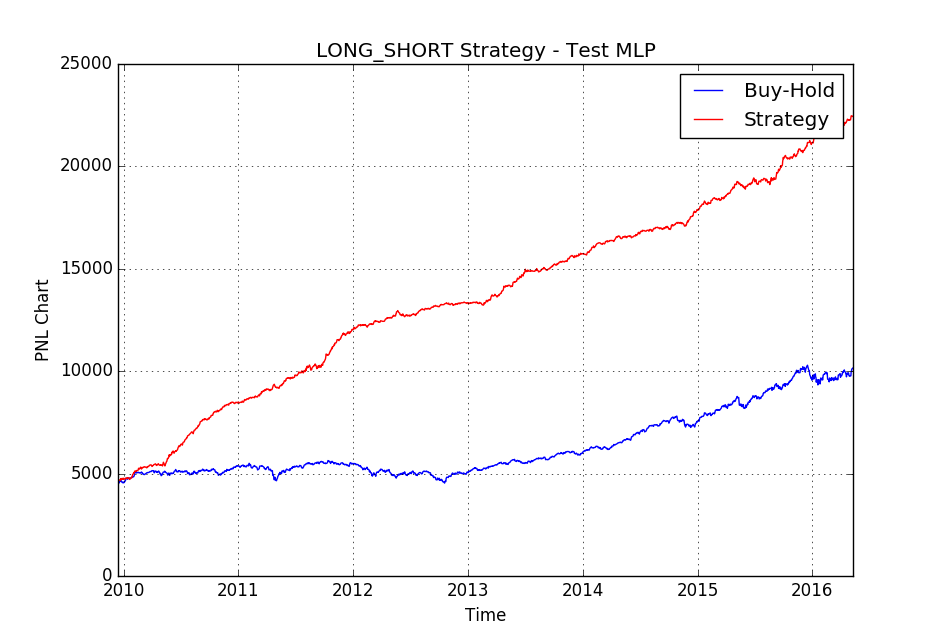 LONG_SHORT Strategy - Test MLP
Buy-Hold
Strategy
25000
20000
15000
10000
5000
0
PNL Chart
2010 2011 2012 2013 2014 2015 2016
Time